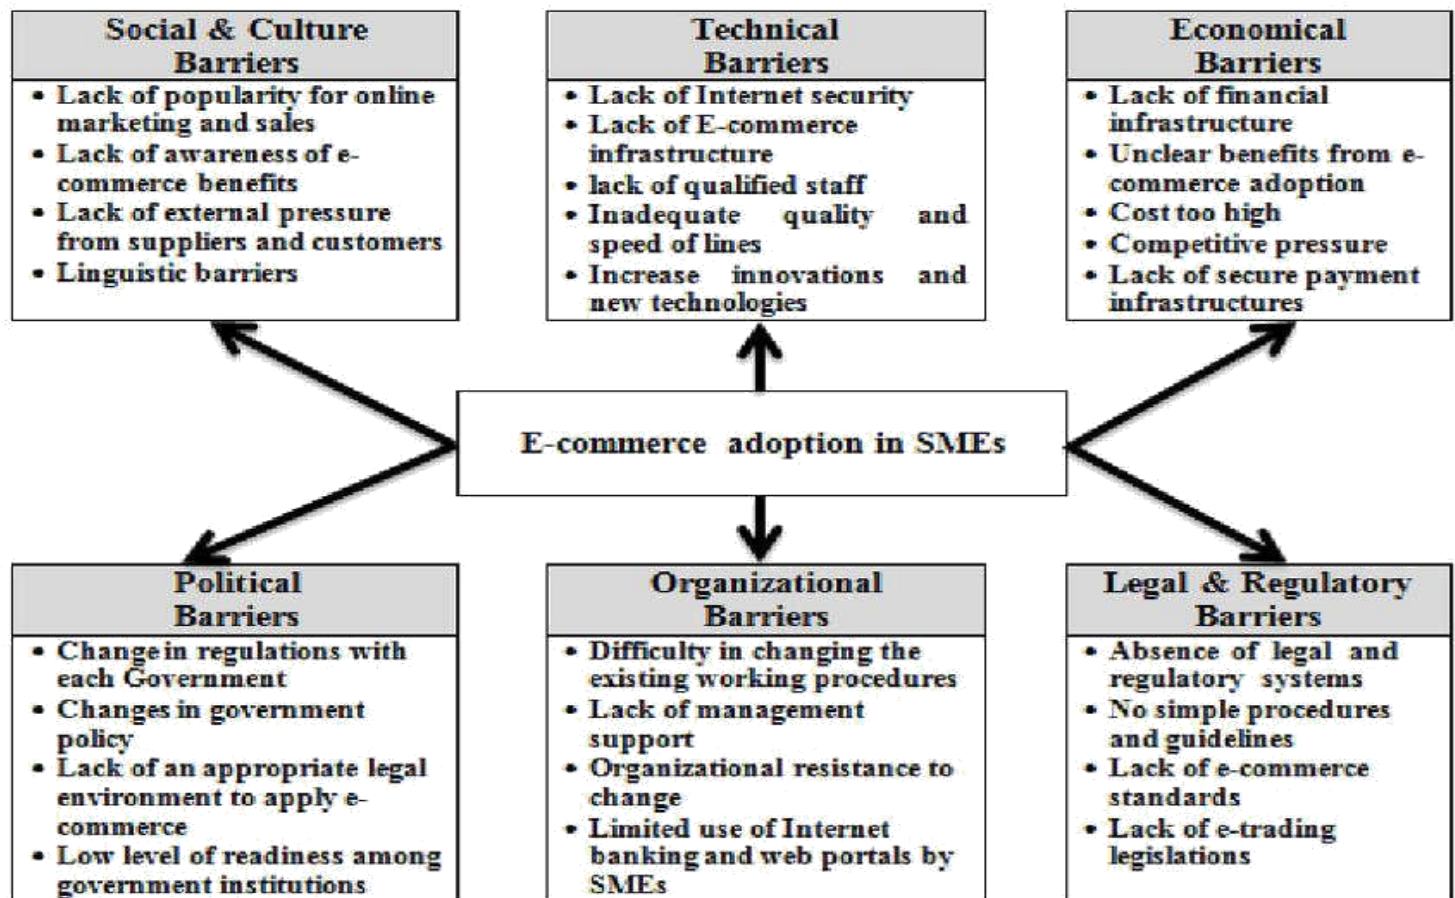 Social & Culture
Barriers
• Lack of popularity for online
marketing and sales
• Lack of awareness of e-
commerce benefits
• Lack of external pressure
from suppliers and customers
• Linguistic barriers
Technical
Barriers
• Lack of Internet security
• Lack of E-commerce
infrastructure
• lack of qualified staff
• Inadequate quality and
speed of lines
• Increase innovations and
new technologies
Economical
Barriers
• Lack of financial
infrastructure
• Unclear benefits from e-
commerce adoption
• Cost too high
• Competitive pressure
• Lack of secure payment
infrastructures
E-commerce adoption in SMEs
Political
Barriers
• Change in regulations with
each Government
• Changes in government
policy
• Lack of an appropriate legal
environment to apply e-
commerce
• Low level of readiness among
government institutions
Organizational
Barriers
• Difficulty in changing the
existing working procedures
• Lack of management
support
• Organizational resistance to
change
• Limited use of Internet
banking and web portals by
SMEs
Legal & Regulatory
Barriers
• Absence of legal and
regulatory systems
• No simple procedures
and guidelines
• Lack of e-commerce
standards
• Lack of e-trading
legislations